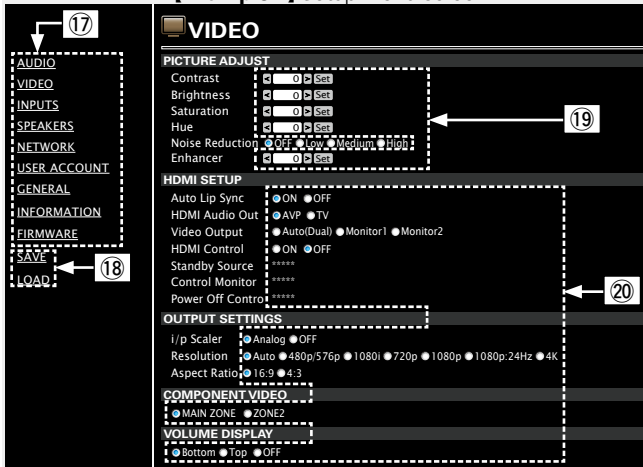 ⑰
AUDIO
VIDEO
INPUTS
SPEAKERS
NETWORK
USER ACCOUNT
GENERAL
INFORMATION
FIRMWARE
SAVE
LOAD
⑱
VIDEO
PICTURE ADJUST
Contrast < 0 > Set
Brightness < 0 > Set
Saturation < 0 > Set
Hue < 0 > Set
Noise Reduction OFF Low Medium High
Enhancer < 0 > Set
⑲
HDMI SETUP
Auto Lip Sync ON OFF
HDMI Audio Out AVP TV
Video Output Auto(Dual) Monitor1 Monitor2
HDMI Control ON OFF
Standby Source *****
Control Monitor *****
Power Off Contro *****
⑳
OUTPUT SETTINGS
i/p Scaler Analog OFF
Resolution Auto 480p/576p 1080i 720p 1080p 1080p:24Hz 4K
Aspect Ratio 16:9 4:3
COMPONENT VIDEO
MAIN ZONE ZONE2
VOLUME DISPLAY
Bottom Top OFF